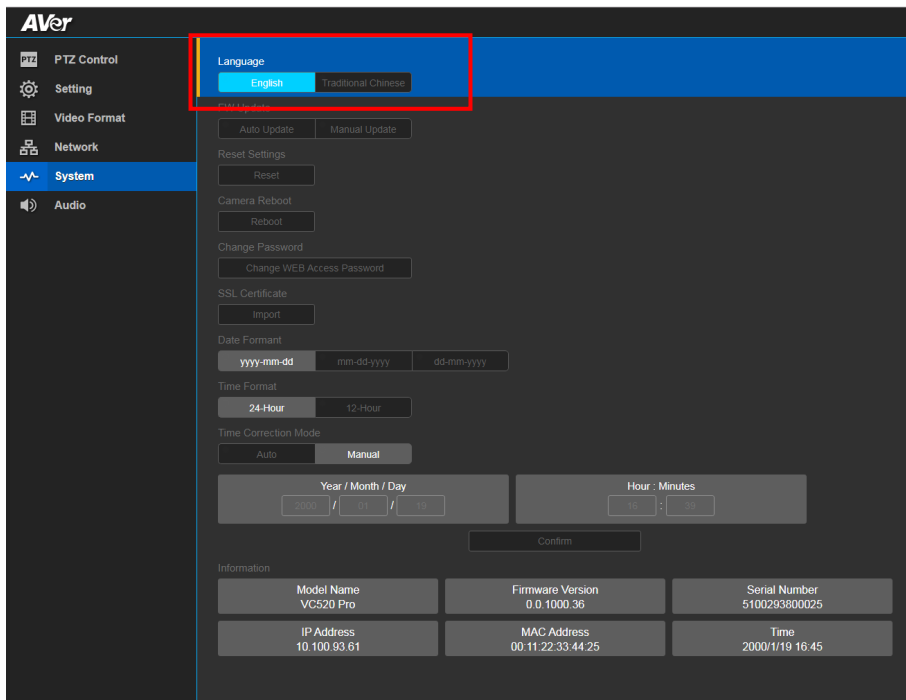 AVer
PTZ PTZ Control
Setting
Video Format
Network
System
Audio
Language
English Traditional Chinese
FW Update
Auto Update Manual Update
Reset Settings
Reset
Camera Reboot
Reboot
Change Password
Change WEB Access Password
SSL Certificate
Import
Date Formant
yyyy-mm-dd mm-dd-yyyy dd-mm-yyyy
Time Format
24-Hour 12-Hour
Time Correction Mode
Auto Manual
Year / Month / Day Hour : Minutes
2000 / 01 / 19 16 : 39
Confirm
Information
Model Name Firmware Version Serial Number
VC520 Pro 0.0.1000.36 5100293800025
IP Address MAC Address Time
10.100.93.61 00:11:22:33:44:25 2000/1/19 16:45